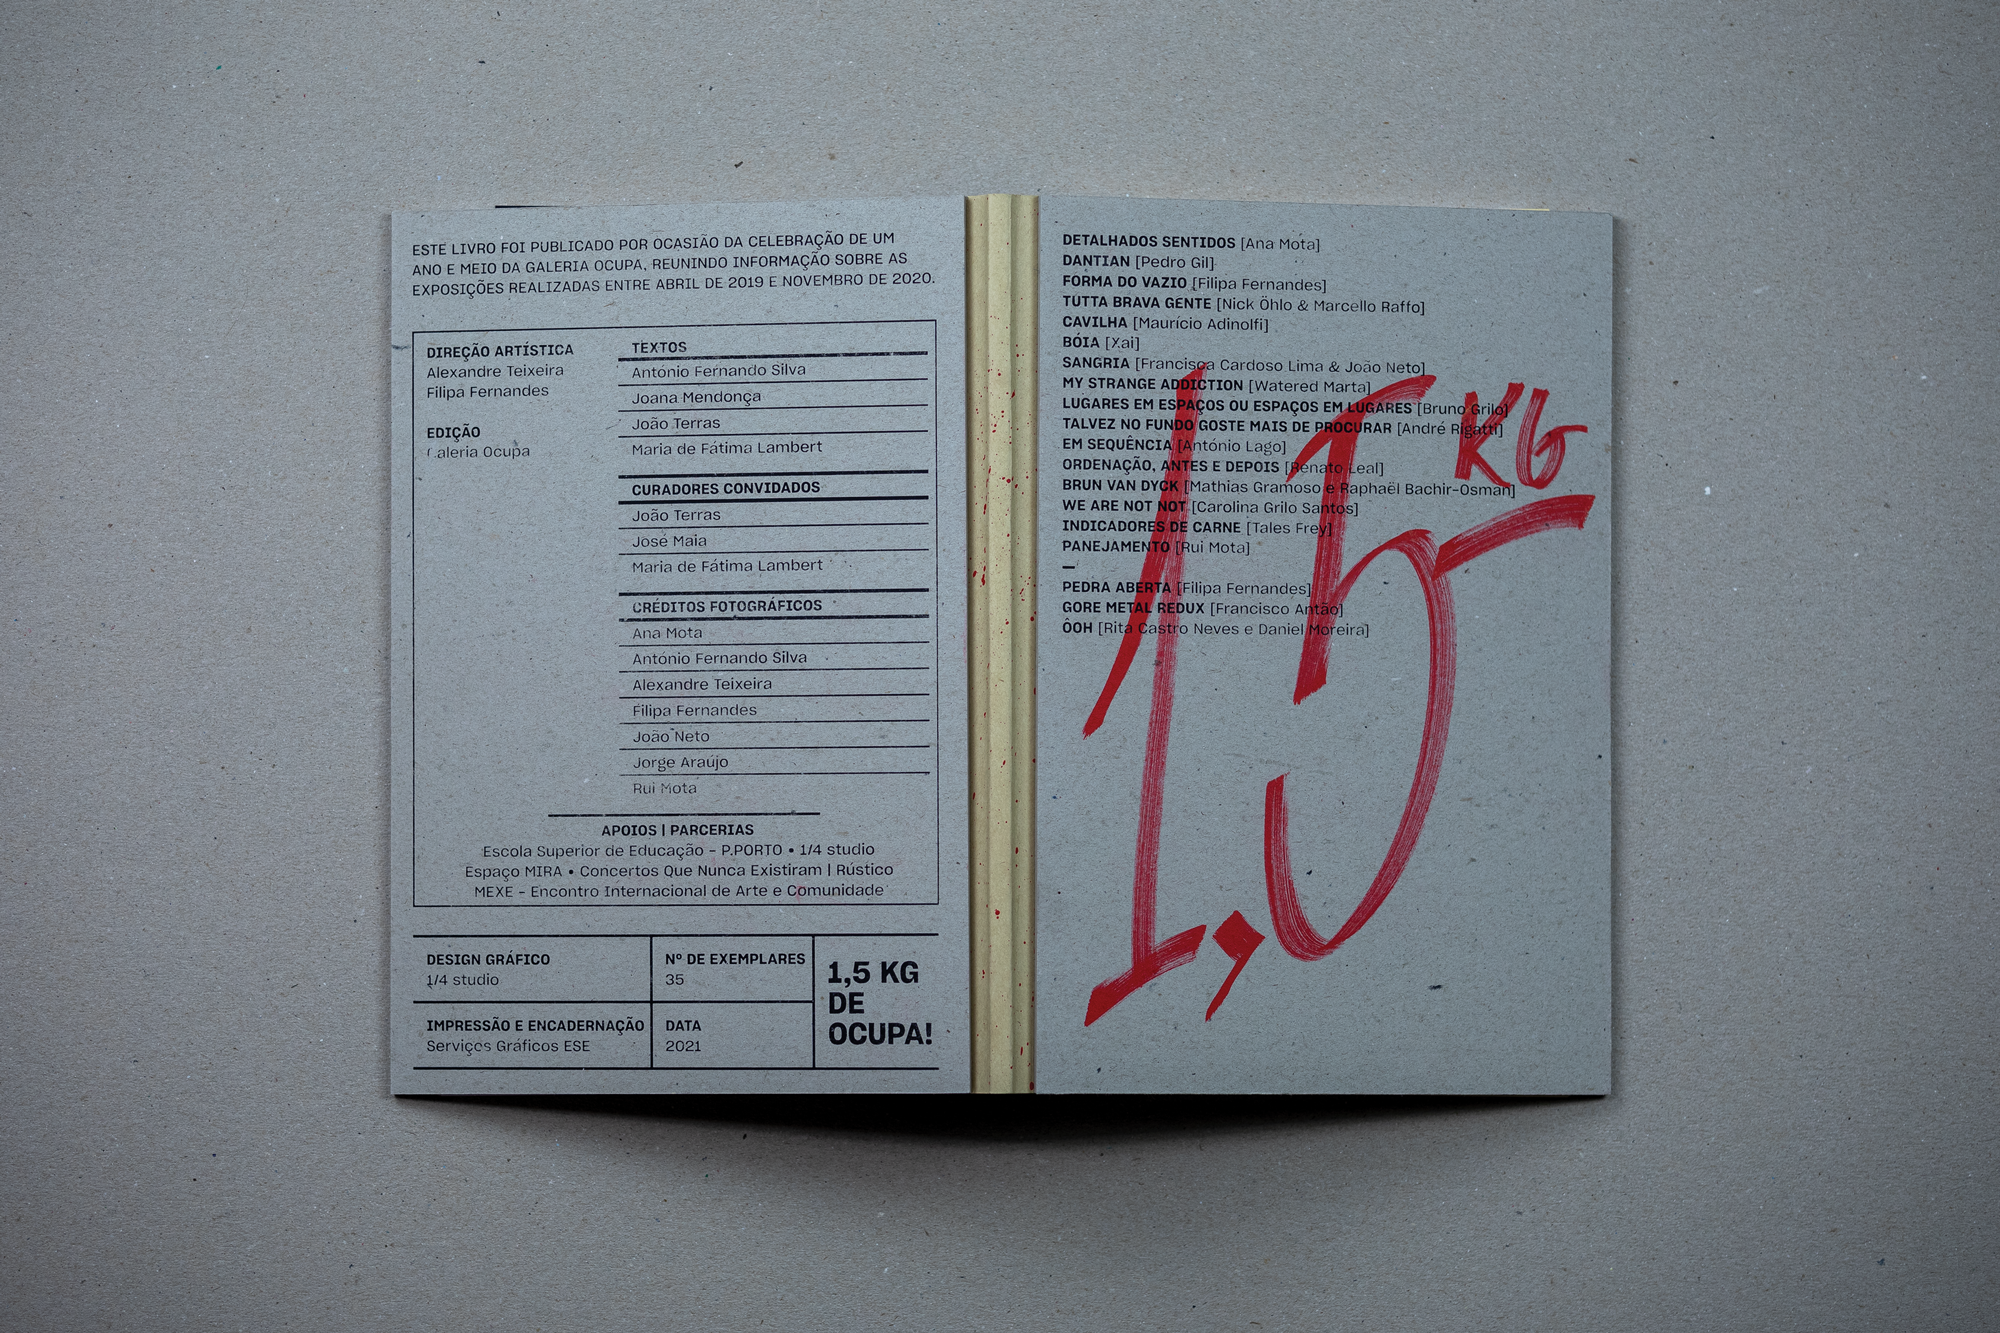 ESTE LIVRO FOI PUBLICADO POR OCASIÃO DA CELEBRAÇÃO DE UM
ANO E MEIO DA GALERIA OCUPA, REUNINDO INFORMAÇÃO SOBRE AS
EXPOSIÇÕES REALIZADAS ENTRE ABRIL DE 2019 E NOVEMBRO DE 2020.
DIREÇÃO ARTÍSTICA
Alexandre Teixeira
Filipa Fernandes
EDIÇÃO
Galeria Ocupa
TEXTOS
António Fernando Silva
Joana Mendonça
João Terras
Maria de Fátima Lambert
CURADORES CONVIDADOS
João Terras
José Maia
Maria de Fátima Lambert
CRÉDITOS FOTOGRÁFICOS
Ana Mota
António Fernando Silva
Alexandre Teixeira
Filipa Fernandes
João Neto
Jorge Araújo
Rui Mota
APOIOS | PARCERIAS
Escola Superior de Educação – P.PORTO • 1/4 studio
Espaço MIRA • Concertos Que Nunca Existiram | Rústico
MEXE – Encontro Internacional de Arte e Comunidade
DESIGN GRÁFICO
1/4 studio
Nº DE EXEMPLARES
35
IMPRESSÃO E ENCADERNAÇÃO
Serviços Gráficos ESE
DATA
2021
1,5 KG
DE
OCUPA!
DETALHADOS SENTIDOS [Ana Mota]
DANTIAN [Pedro Gil]
FORMA DO VAZIO [Filipa Fernandes]
TUTTA BRAVA GENTE [Nick Öhlo & Marcello Raffo]
CAVILHA [Maurício Adinolfi]
BÓIA [Xai]
SANGRIA [Francisca Cardoso Lima & João Neto]
MY STRANGE ADDICTION [Watered Marta]
LUGARES EM ESPAÇOS OU ESPAÇOS EM LUGARES [Bruno Grilo]
TALVEZ NO FUNDO GOSTE MAIS DE PROCURAR [André Rigatti]
EM SEQUÊNCIA [António Lago]
ORDENAÇÃO, ANTES E DEPOIS [Renato Leal]
BRUN VAN DYCK [Mathias Gramoso e Raphaël Bachir-Osman]
WE ARE NOT NOT [Carolina Grilo Santos]
INDICADORES DE CARNE [Tales Frey]
PANEJAMENTO [Rui Mota]
—
PEDRA ABERTA [Filipa Fernandes]
GORE METAL REDUX [Francisco Antão]
ÔOH [Rita Castro Neves e Daniel Moreira]
1,5 KG